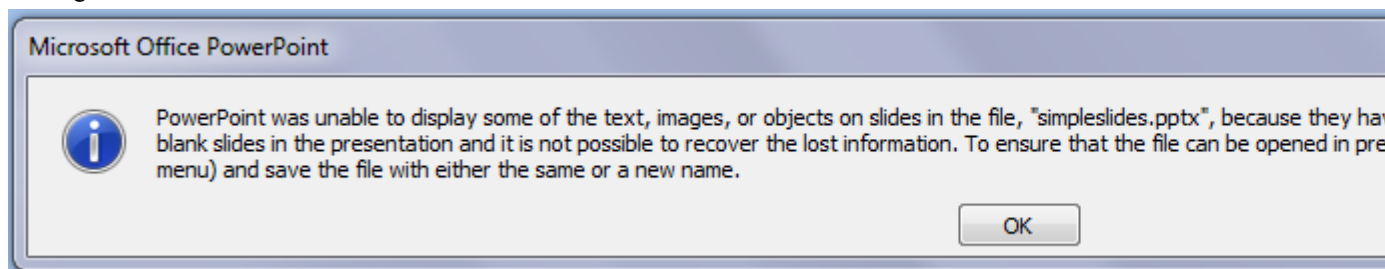 Microsoft Office PowerPoint
PowerPoint was unable to display some of the text, images, or objects on slides in the file, "simpleslides.pptx", because they
blank slides in the presentation and it is not possible to recover the lost information. To ensure that the file can be opened in
menu) and save the file with either the same or a new name.
OK